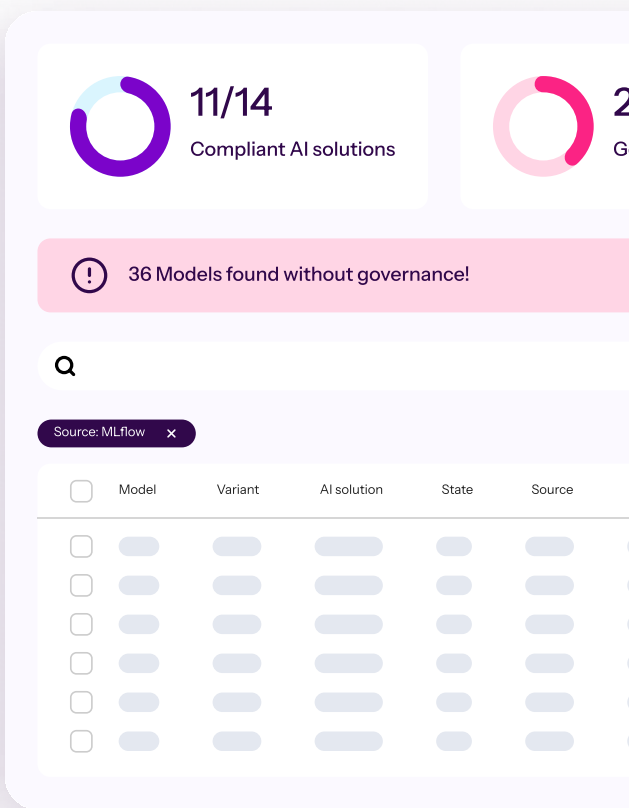 11/14
Compliant AI solutions
36 Models found without governance!
Source: MLflow
Model Variant AI solution State Source